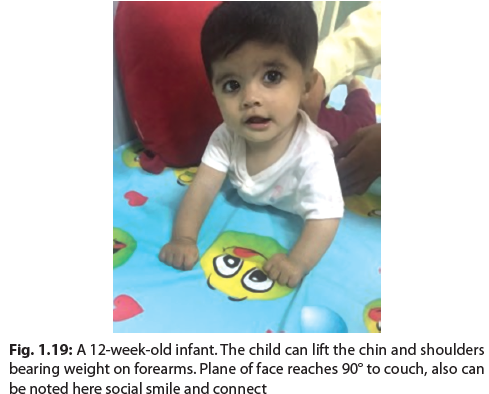 Fig. 1.19: A 12-week-old infant. The child can lift the chin and shoulders
bearing weight on forearms. Plane of face reaches 90° to couch, also can
be noted here social smile and connect